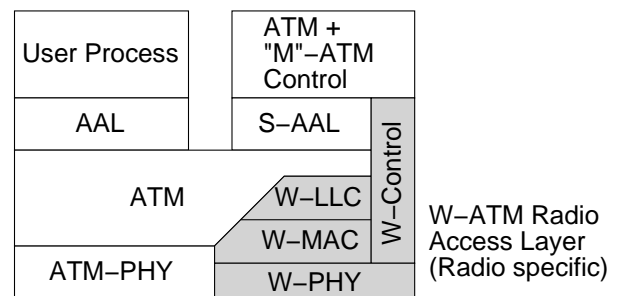 User Process
ATM +
"M"−ATM
Control
AAL
S−AAL
W−Control
ATM
W−LLC
W−MAC
W−ATM Radio
Access Layer
(Radio specific)
ATM−PHY
W−PHY